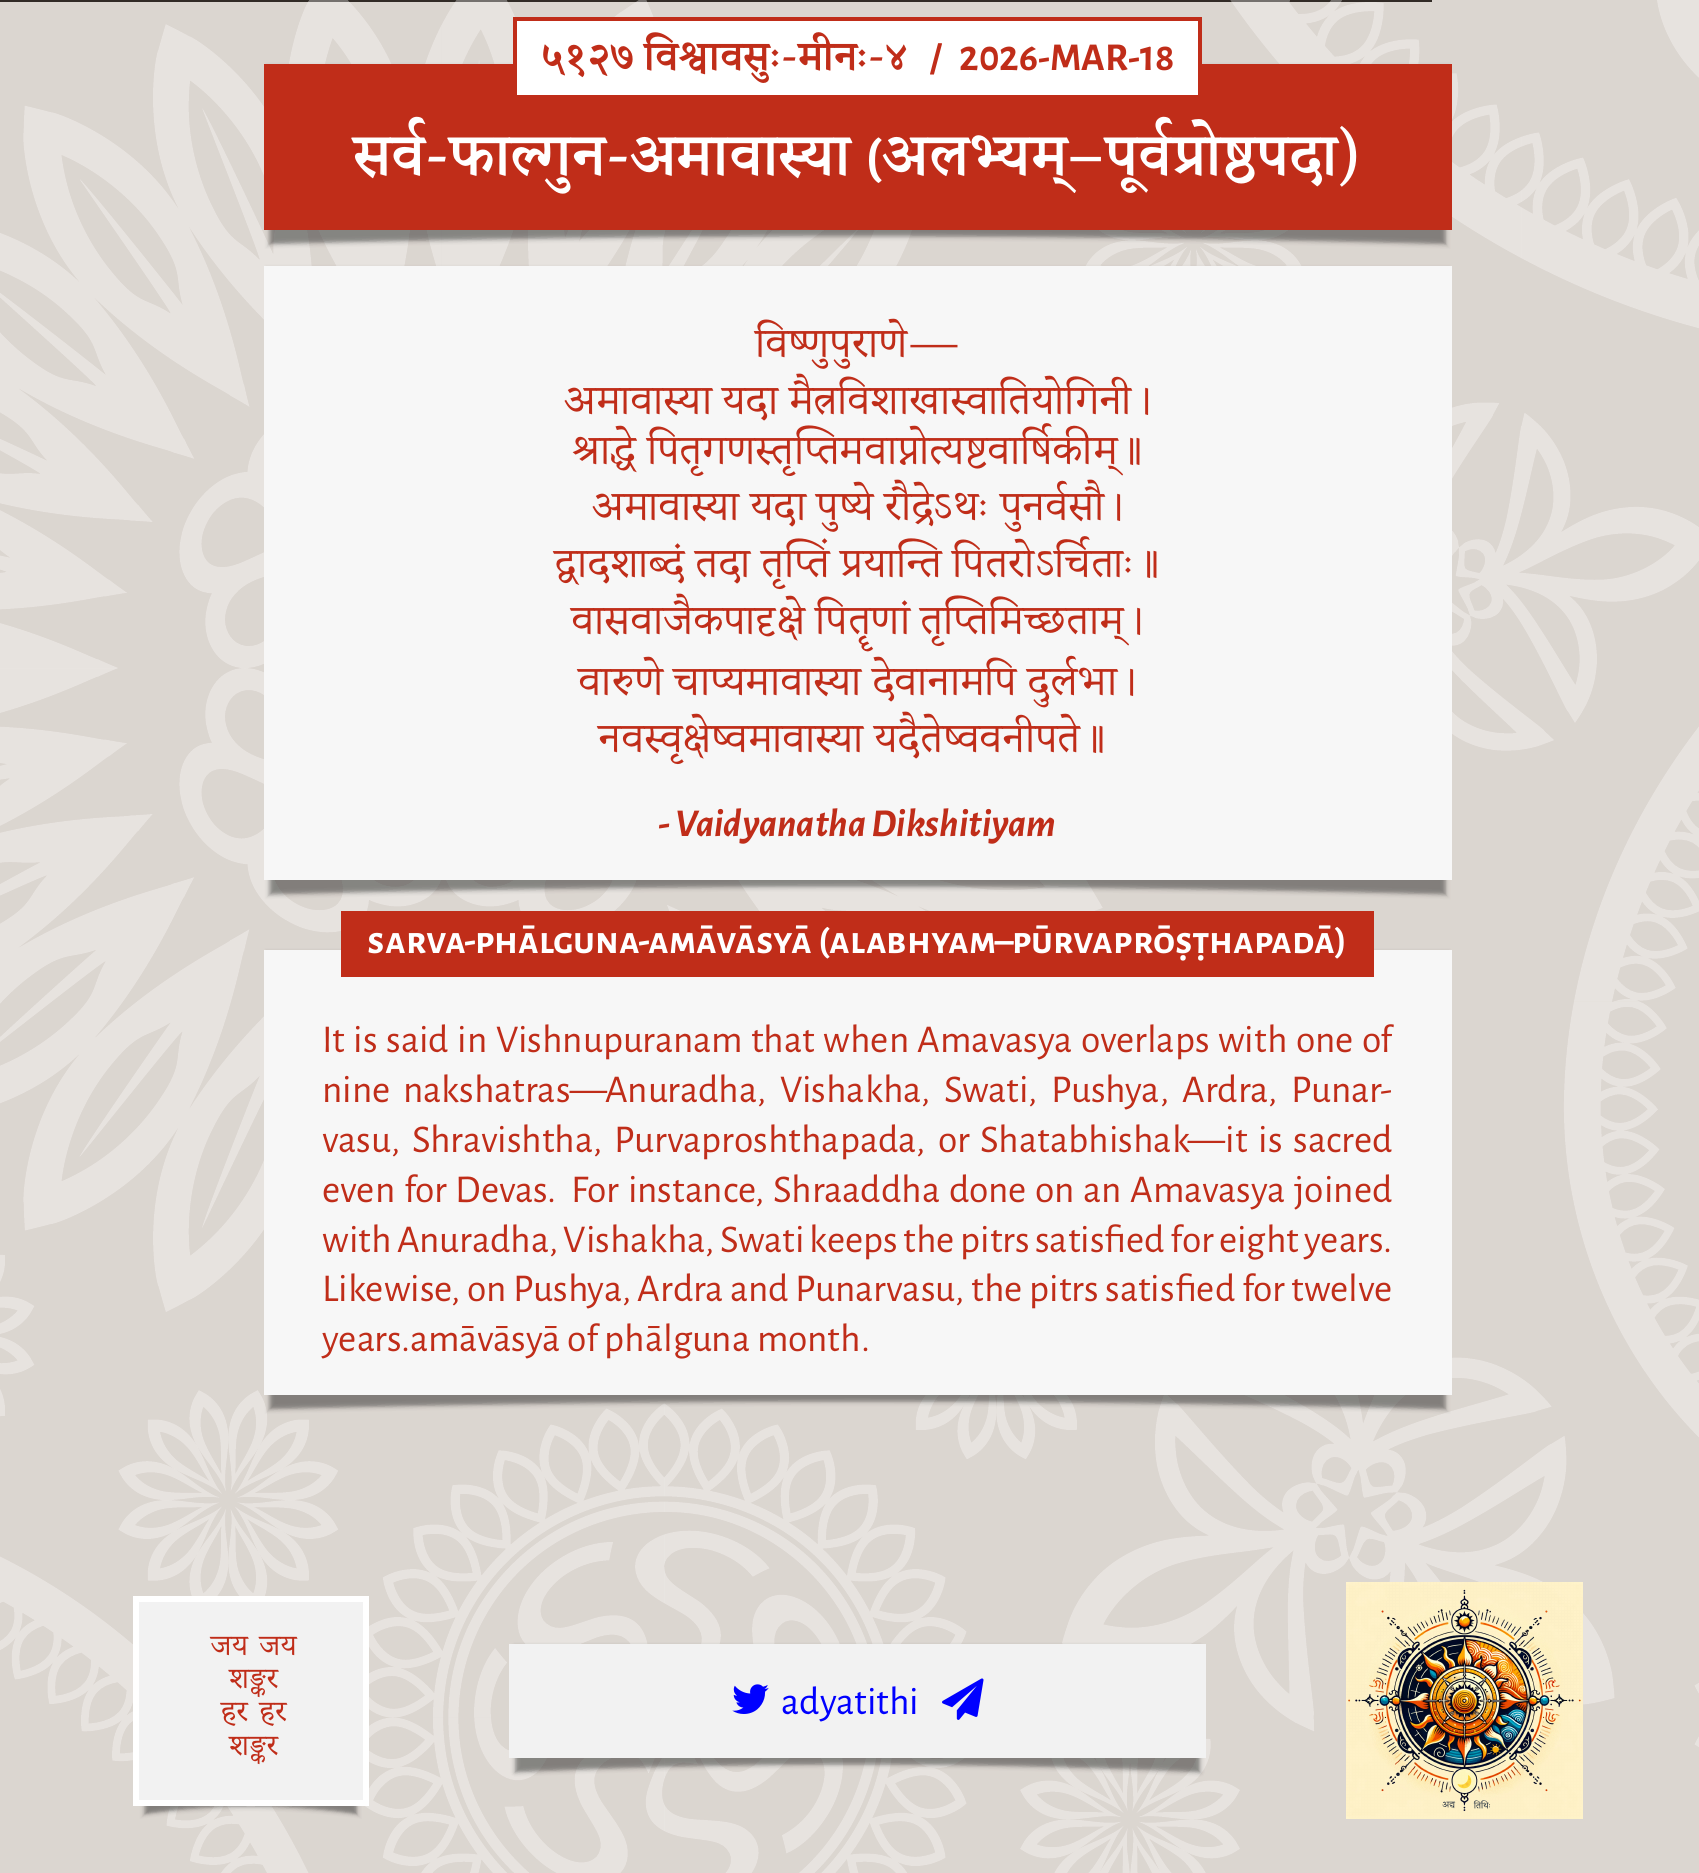 ५१२७ विश्वावसुः-मीनः-४ / 2026-MAR-18
सर्व-फाल्गुन-अमावास्या (अलभ्यम्–पूर्वप्रोष्ठपदा)
विष्णुपुराणे—
अमावास्या यदा मैत्रविशाखास्वातियोगिनी।
श्राद्धे पितृगणस्तृप्तिमवाप्नोत्यष्टवार्षिकीम्॥
अमावास्या यदा पुष्ये रौद्रेऽथः पुनर्वसौ।
द्वादशाब्दं तदा तृप्तिं प्रयान्ति पितरोऽर्चिताः॥
वासवाजैकपादृक्षे पितॄणां तृप्तिमिच्छताम्।
वारुणे चाप्यमावास्या देवानामपि दुर्लभा।
नवस्वृक्षेष्वमावास्या यदैतेष्ववनीपते॥
- Vaidyanatha Dikshitiyam
SARVA-PHĀLGUNA-AMĀVĀSYĀ (ALABHYAM–PŪRVAPRŌṢṬHAPADĀ)
It is said in Vishnupuranam that when Amavasya overlaps with one of
nine nakshatras—Anuradha, Vishakha, Swati, Pushya, Ardra, Punar-
vasu, Shravishtha, Purvaproshthapada, or Shatabhishak—it is sacred
even for Devas. For instance, Shraaddha done on an Amavasya joined
with Anuradha, Vishakha, Swati keeps the pitrs satisfied for eight years.
Likewise, on Pushya, Ardra and Punarvasu, the pitrs satisfied for twelve
years.amāvāsyā of phālguna month.
जय जय
शङ्कर
हर हर
शङ्कर
adyatithi
अद्य तिथिः